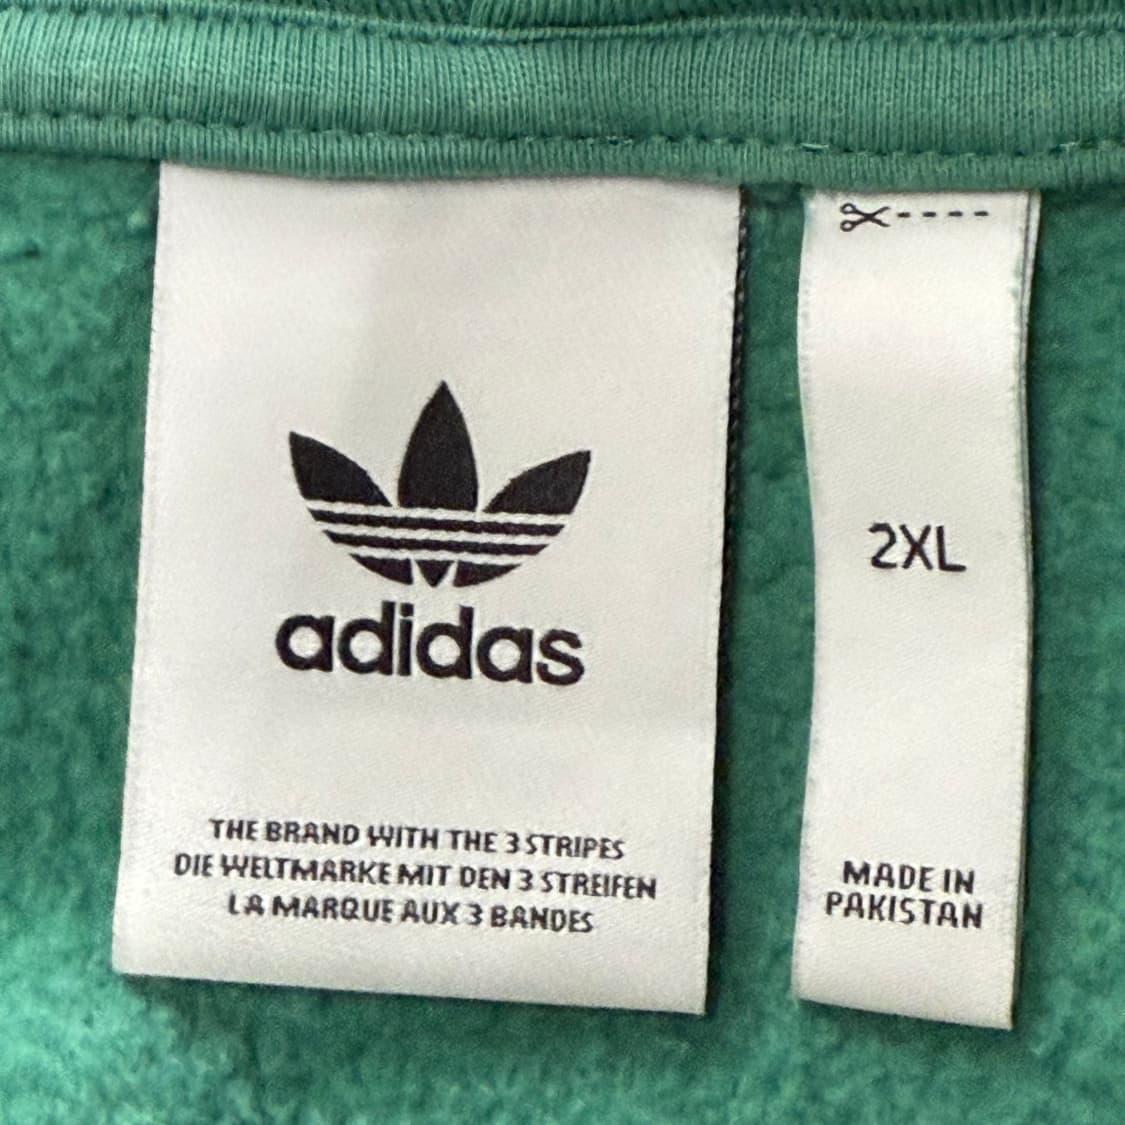 adidas
THE BRAND WITH THE 3 STRIPES
DIE WELTMARKE MIT DEN 3 STREIFEN
LA MARQUE AUX 3 BANDES
2XL
MADE IN
PAKISTAN